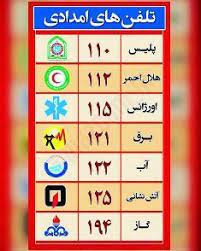 تلفن های امدادی
پلیس ۱۱۰
هلال احمر ۱۱۲
اورژانس ۱۱۵
برق ۱۲۱
آب ۱۲۲
آتش نشانی ۱۲۵
گاز ۱۹۴